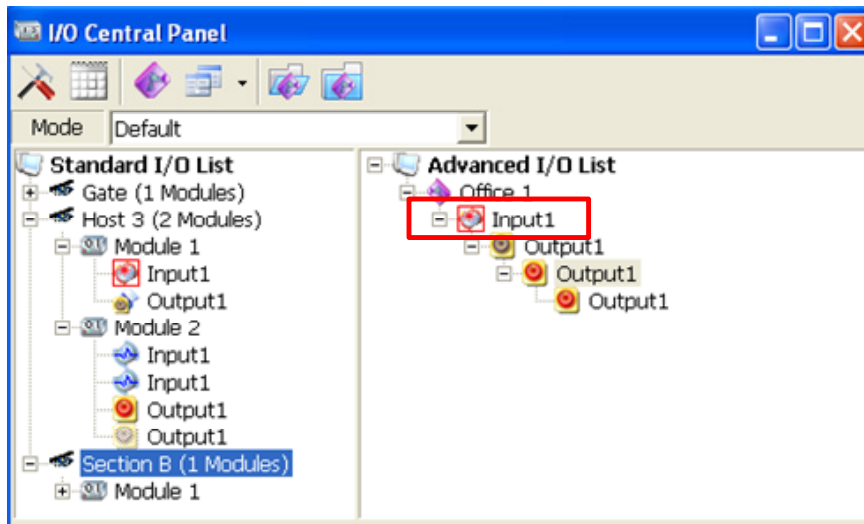 I/O Central Panel
Mode Default
Standard I/O List
Gate (1 Modules)
Host 3 (2 Modules)
Module 1
Input1
Output1
Module 2
Input1
Input1
Output1
Output1
Section B (1 Modules)
Module 1
Advanced I/O List
Office 1
Input1
Output1
Output1
Output1